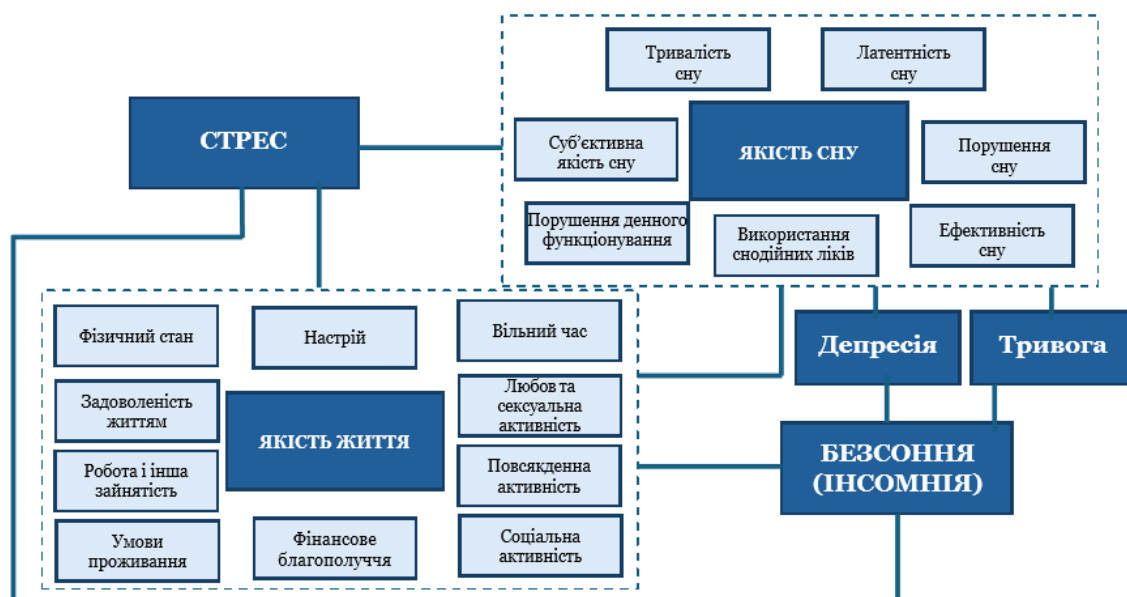 Тривалість
сну
Латентність
сну
СТРЕС
Суб’єктивна
якість сну
ЯКІСТЬ СНУ
Порушення
сну
Порушення денного
функціонування
Використання
снодійних ліків
Ефективність
сну
Фізичний стан
Настрій
Вільний час
Депресія
Тривога
Задоволеність
життям
ЯКІСТЬ ЖИТТЯ
Любов та
сексуальна
активність
Робота і інша
зайнятість
Повсякденна
активність
БЕЗСОННЯ
(ІНСОМНІЯ)
Умови
проживання
Фінансове
благополуччя
Соціальна
активність